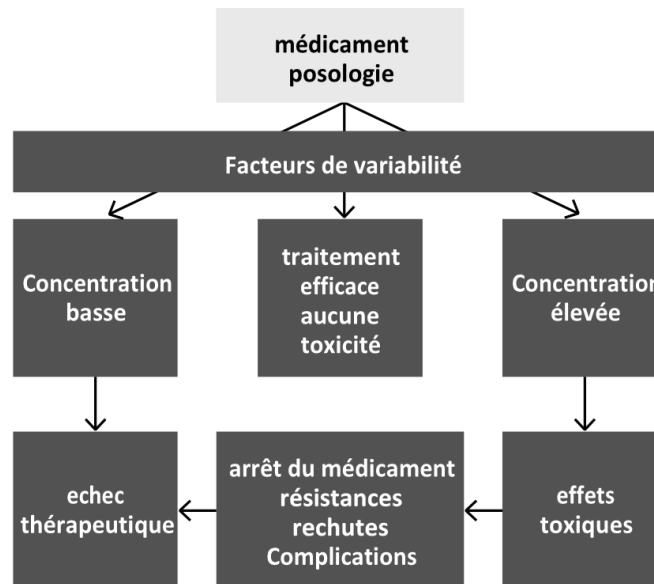 médicament
posologie
Facteurs de variabilité
Concentration
basse
traitement
efficace
aucune
toxicité
Concentration
élevée
echec
thérapeutique
arrêt du médicament
résistances
rechutes
Complications
effets
toxiques